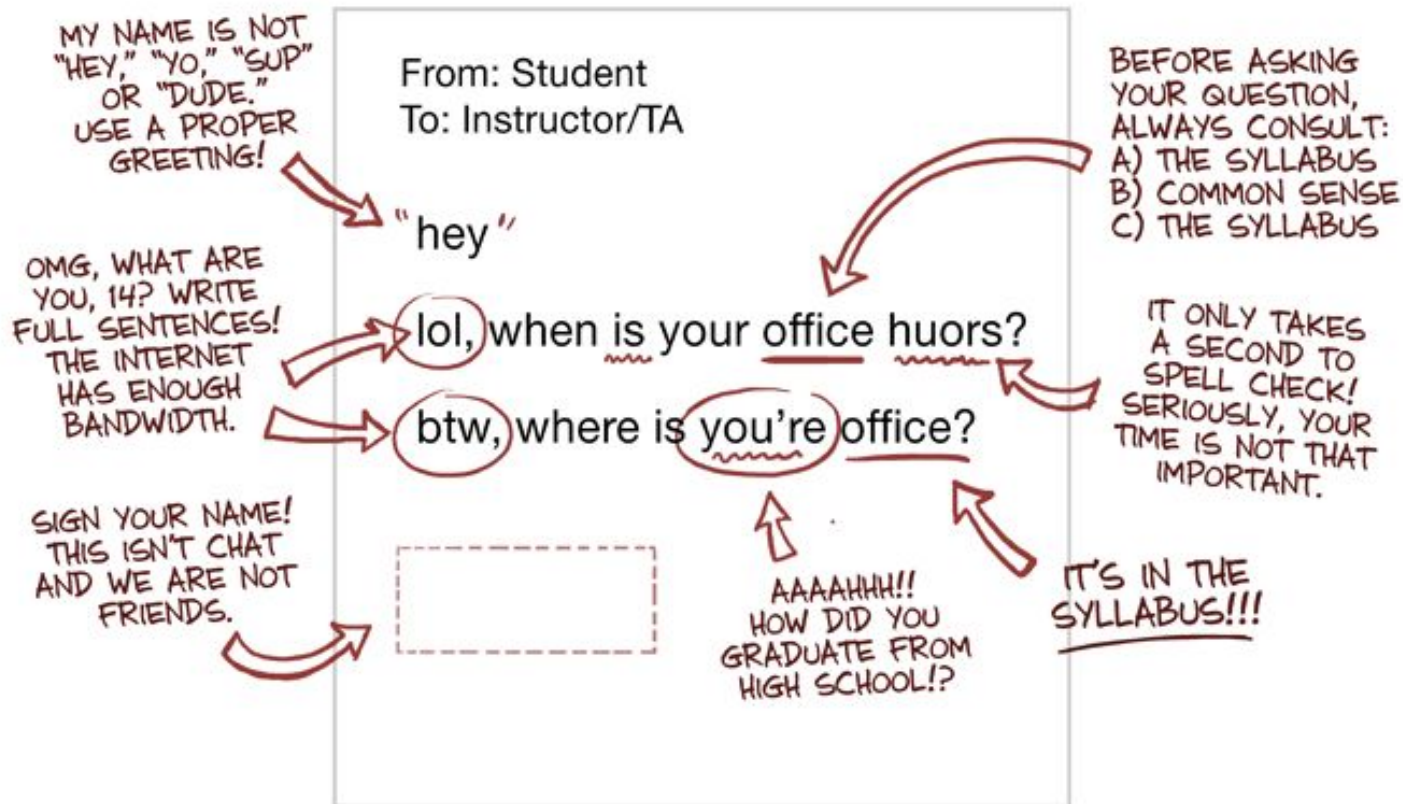 MY NAME IS NOT
"HEY," "YO," "SUP"
OR "DUDE."
USE A PROPER
GREETING!
From: Student
To: Instructor/TA
BEFORE ASKING
YOUR QUESTION,
ALWAYS CONSULT:
A) THE SYLLABUS
B) COMMON SENSE
C) THE SYLLABUS
"hey"
OMG, WHAT ARE
YOU, 14? WRITE
FULL SENTENCES!
THE INTERNET
HAS ENOUGH
BANDWIDTH.
lol, when is your office huors?
btw, where is you're office?
IT ONLY TAKES
A SECOND TO
SPELL CHECK!
SERIOUSLY, YOUR
TIME IS NOT THAT
IMPORTANT.
SIGN YOUR NAME!
THIS ISN'T CHAT
AND WE ARE NOT
FRIENDS.
AAAAHHH!!
HOW DID YOU
GRADUATE FROM
HIGH SCHOOL!?
IT'S IN THE
SYLLABUS!!!